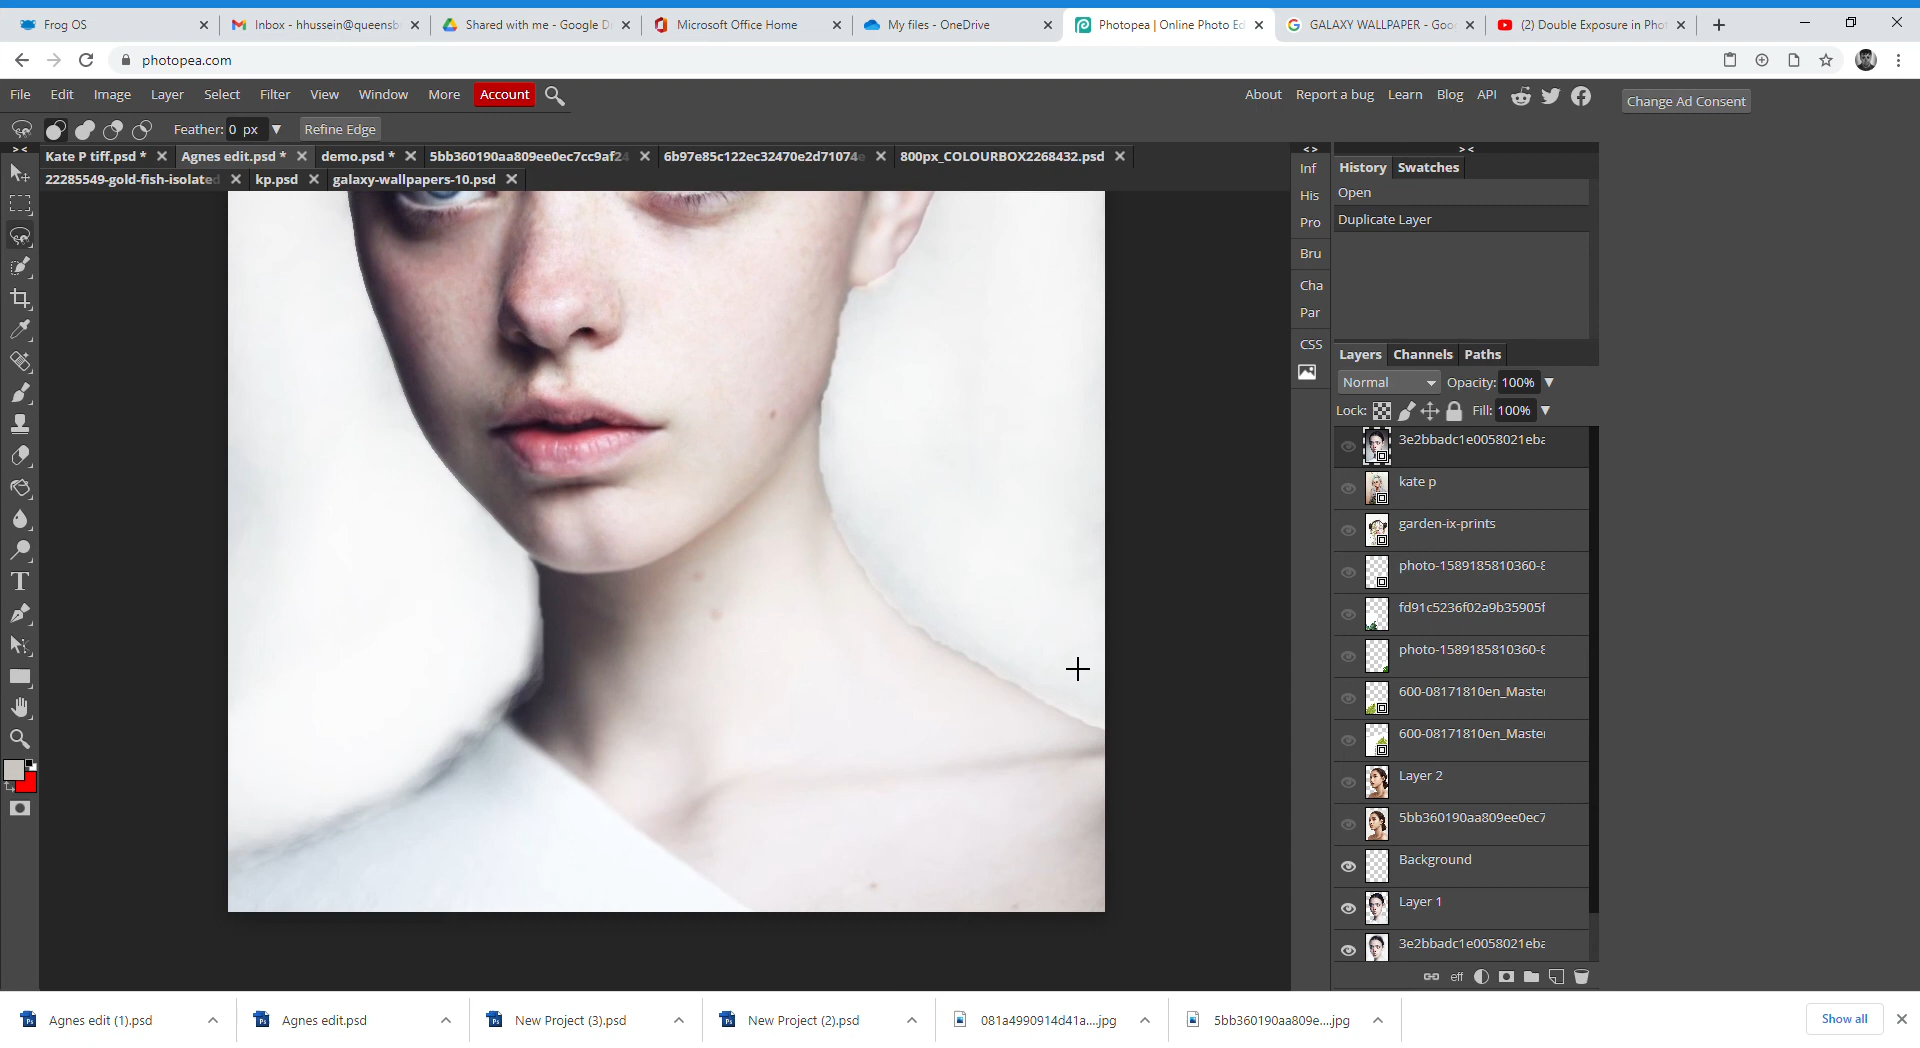 Frog OS
Inbox - hhussein@queensb
Shared with me - Google D
Microsoft Office Home
My files - OneDrive
Photopea | Online Photo Ed
GALAXY WALLPAPER - Goo
(2) Double Exposure in Phot
photopea.com
File Edit Image Layer Select Filter View Window More Account
About Report a bug Learn Blog API
Change Ad Consent
Feather: 0 px Refine Edge
Kate P tiff.psd * Agnes edit.psd * demo.psd * 5bb360190aa809ee0ec7cc9af24 6b97e85c122ec32470e2d71074e 800px_COLOURBOX2268432.psd
22285549-gold-fish-isolated kp.psd galaxy-wallpapers-10.psd
Inf
His
Pro
Bru
Cha
Par
CSS
History Swatches
Open
Duplicate Layer
Layers Channels Paths
Normal Opacity: 100%
Lock: Fill: 100%
3e2bbadc1e0058021eba
kate p
garden-ix-prints
photo-1589185810360-8
fd91c5236f02a9b35905f
photo-1589185810360-8
600-08171810en_Master
600-08171810en_Master
Layer 2
5bb360190aa809ee0ec7
Background
Layer 1
3e2bbadc1e0058021eba
eff
Agnes edit (1).psd
Agnes edit.psd
New Project (3).psd
New Project (2).psd
081a4990914d41a....jpg
5bb360190aa809e....jpg
Show all